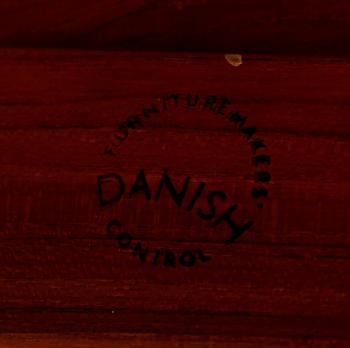 FURNITUREMAKERS.
DANISH
CONTROL